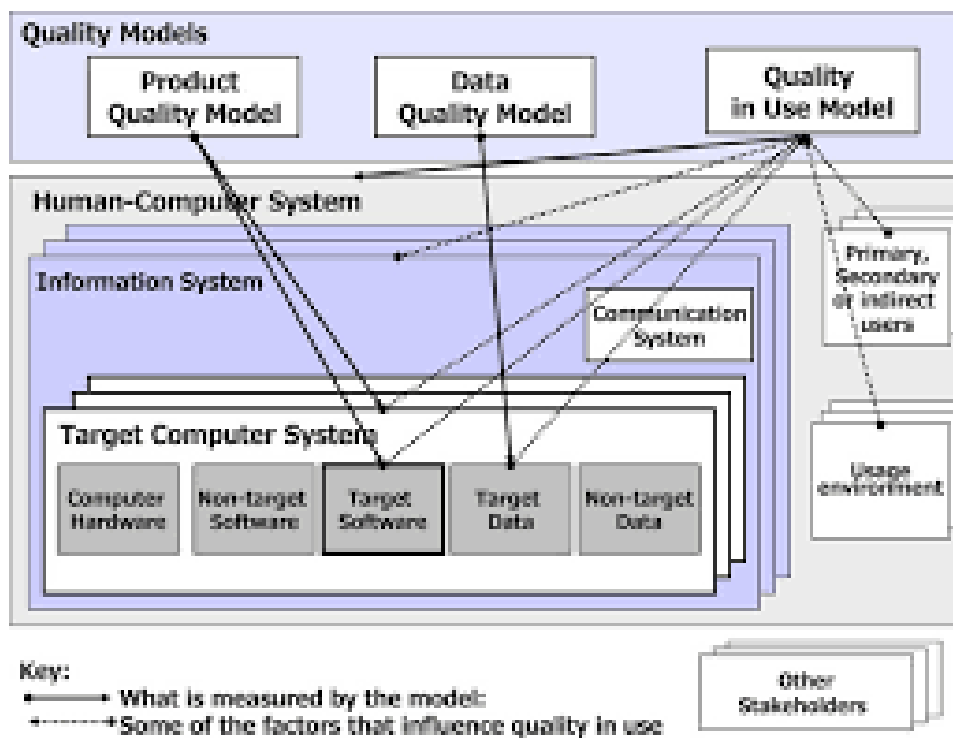 Quality Models
Product
Quality Model
Data
Quality Model
Quality
in Use Model
Human-Computer System
Primary,
Secondary
or indirect
users
Information System
Communication
System
Target Computer System
Computer
Hardware
Non-target
Software
Target
Software
Target
Data
Non-target
Data
Usage
environment
Key:
What is measured by the model:
Some of the factors that influence quality in use
Other
Stakeholders